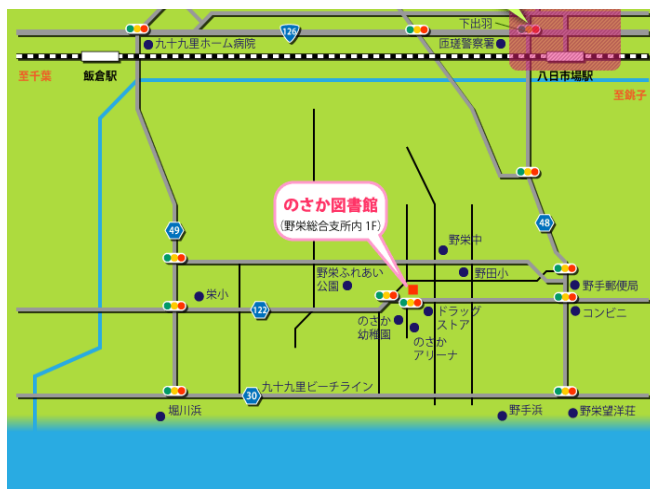 下出羽
126
九十九里ホーム病院
匝瑳警察署
至千葉
飯倉駅
八日市場駅
至銚子
のさか図書館
(野栄総合支所内 1F)
49
48
野栄中
野栄ふれあい
公園
野田小
栄小
野手郵便局
122
ドラッグ
ストア
コンビニ
のさか
幼稚園
のさか
アリーナ
九十九里ビーチライン
30
堀川浜
野手浜
野栄望洋荘